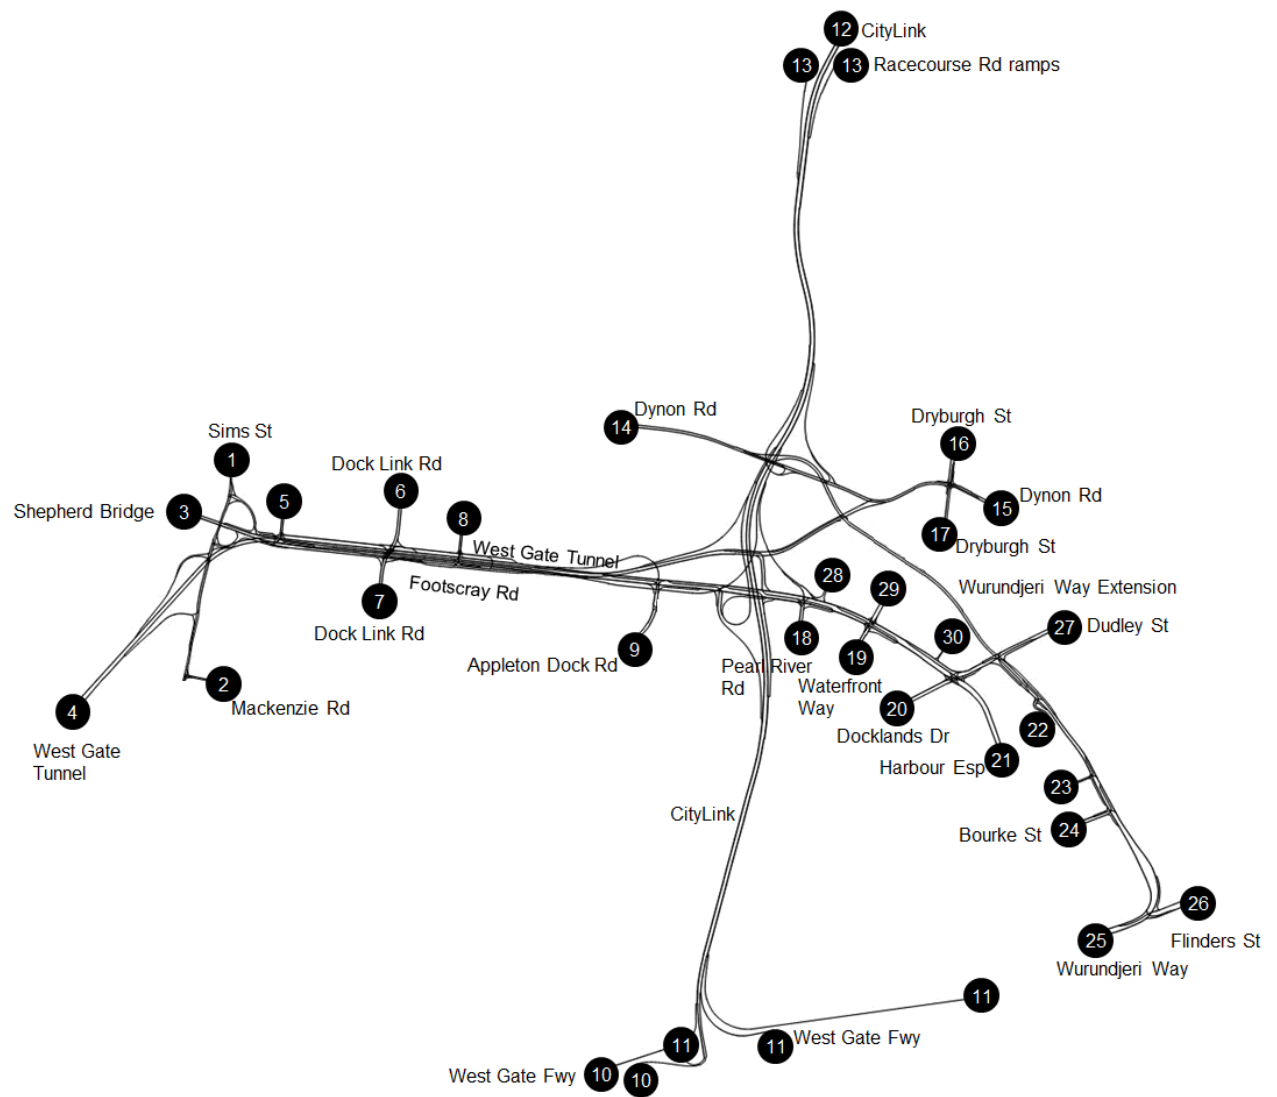 12 CityLink
13 13 Racecourse Rd ramps
14 Dynon Rd
Dryburgh St
16
Sims St
1
Dock Link Rd
6
5
Shepherd Bridge 3
8
15 Dynon Rd
17
Dryburgh St
West Gate Tunnel
Footscray Rd
7
Dock Link Rd
28
29
Wurundjeri Way Extension
30
27 Dudley St
18
19
9
Appleton Dock Rd
Pearl River
Rd
Waterfront
Way
2
Mackenzie Rd
4
West Gate
Tunnel
20
Docklands Dr
22
21
Harbour Esp
23
24
Bourke St
CityLink
26
Flinders St
25
Wurundjeri Way
11
11
11
West Gate Fwy
West Gate Fwy 10
10